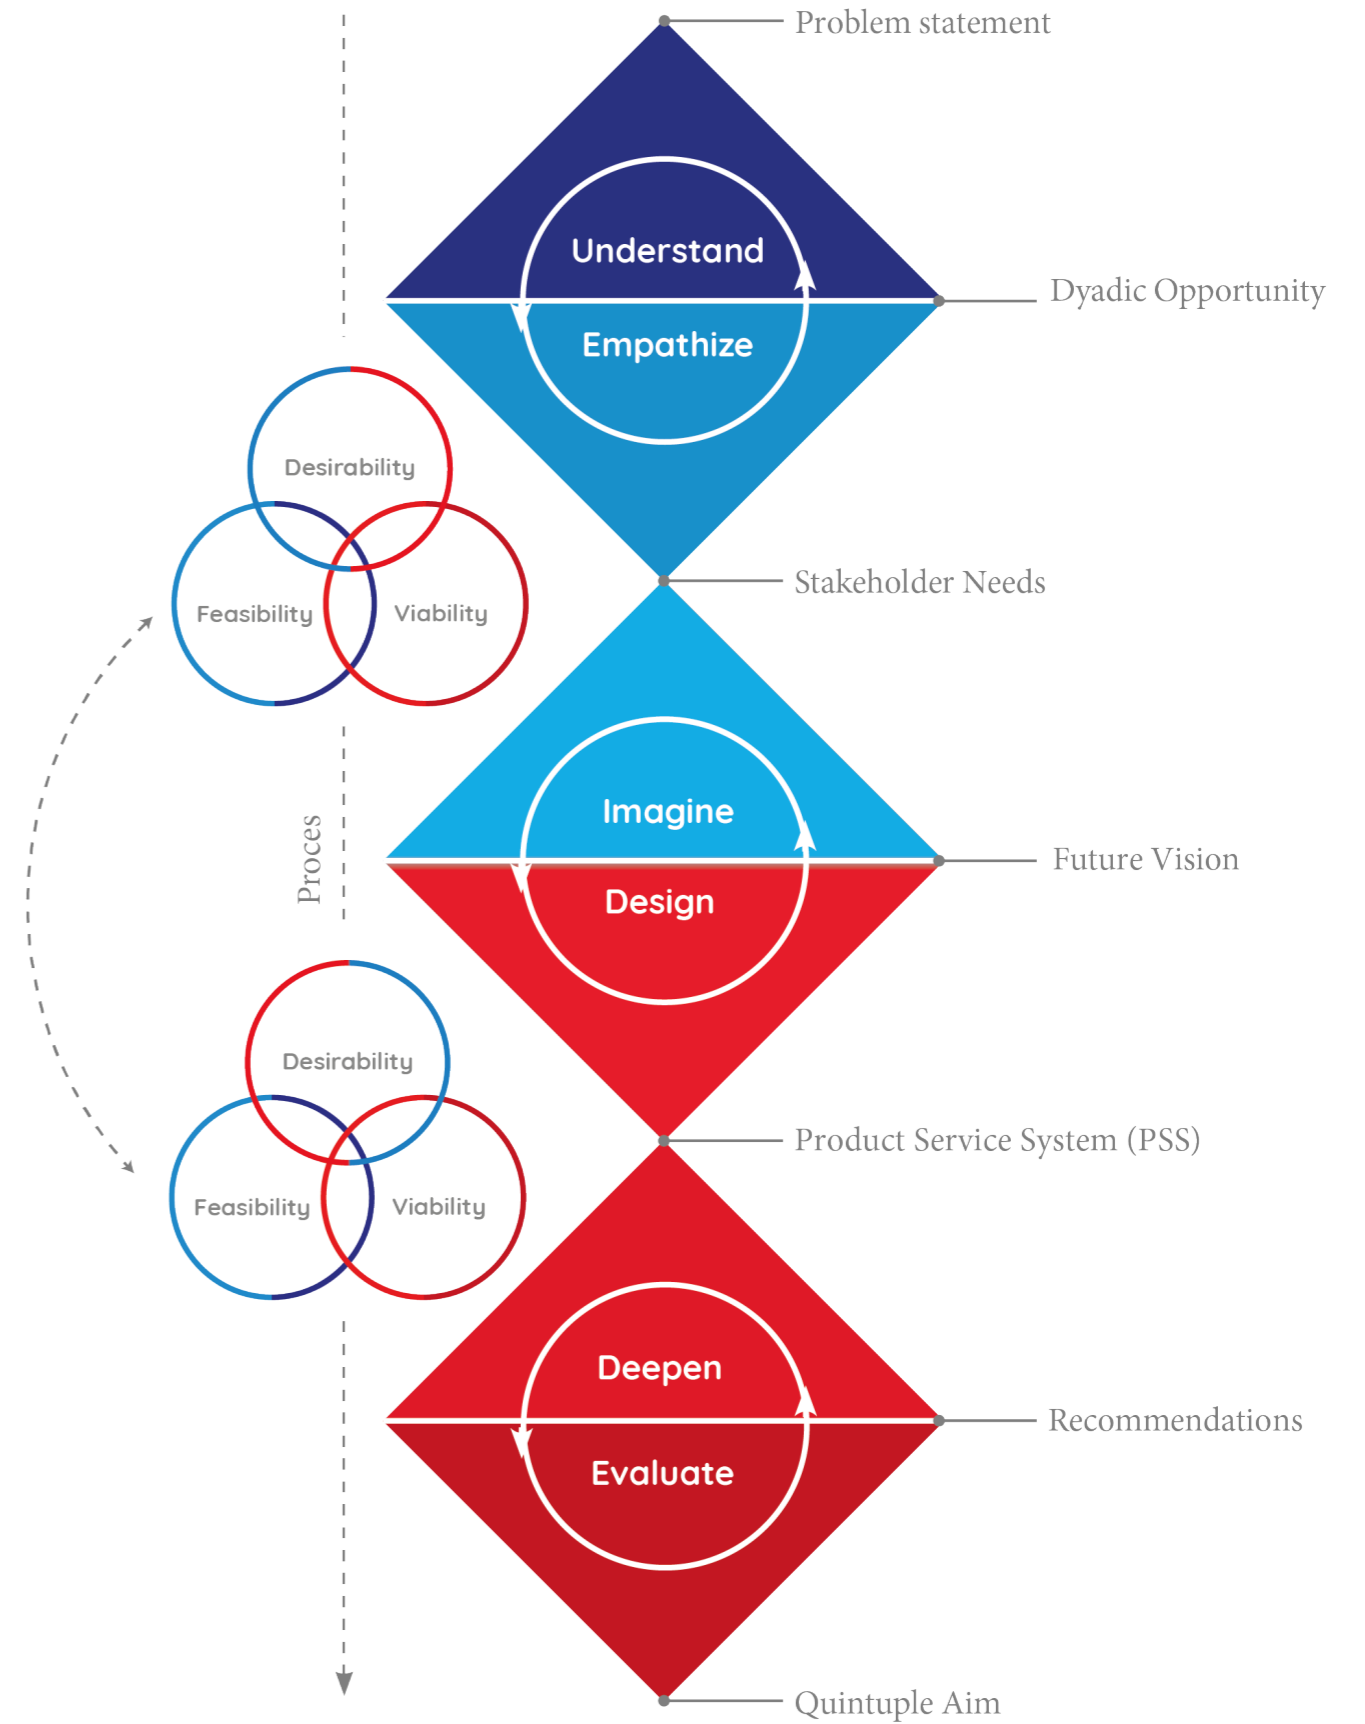 Problem statement
Understand
Dyadic Opportunity
Empathize
Desirability
Feasibility
Viability
Stakeholder Needs
Imagine
Proces
Future Vision
Design
Desirability
Feasibility
Viability
Product Service System (PSS)
Deepen
Recommendations
Evaluate
Quintuple Aim